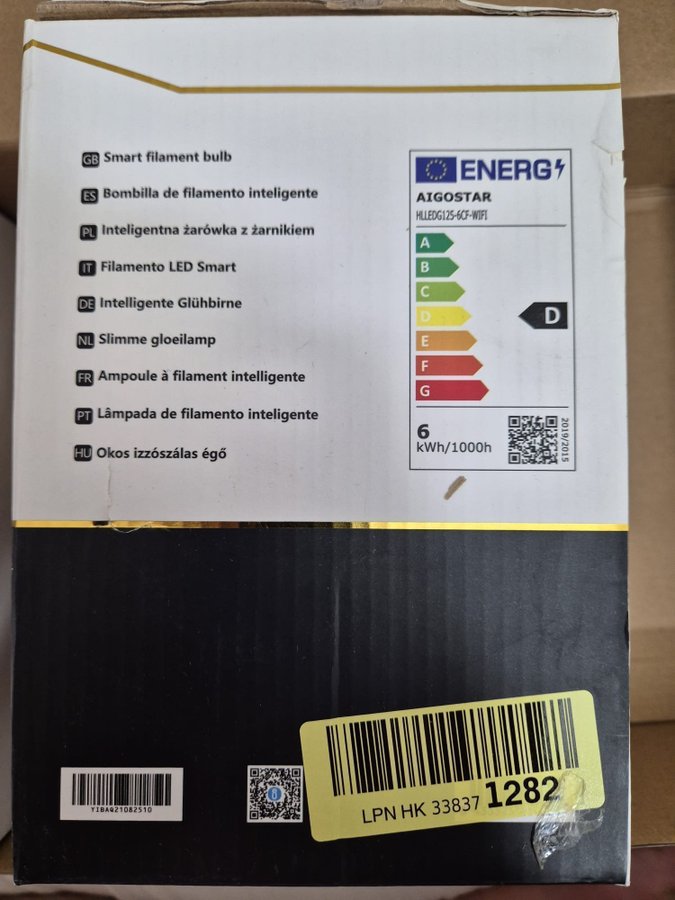 GB Smart filament bulb
ES Bombilla de filamento inteligente
PL Inteligentna żarówka z żarnikiem
IT Filamento LED Smart
DE Intelligente Glühbirne
NL Slimme gloeilamp
FR Ampoule à filament intelligente
PT Lâmpada de filamento inteligente
HU Okos izzószálas égő
ENERG
AIGOSTAR
HLLEDG125-6CF-WIFI
A
B
C
D
D
E
F
G
6
kWh/1000h
2019/2015
YIBAQ21082510
LPN HK 33837 1282